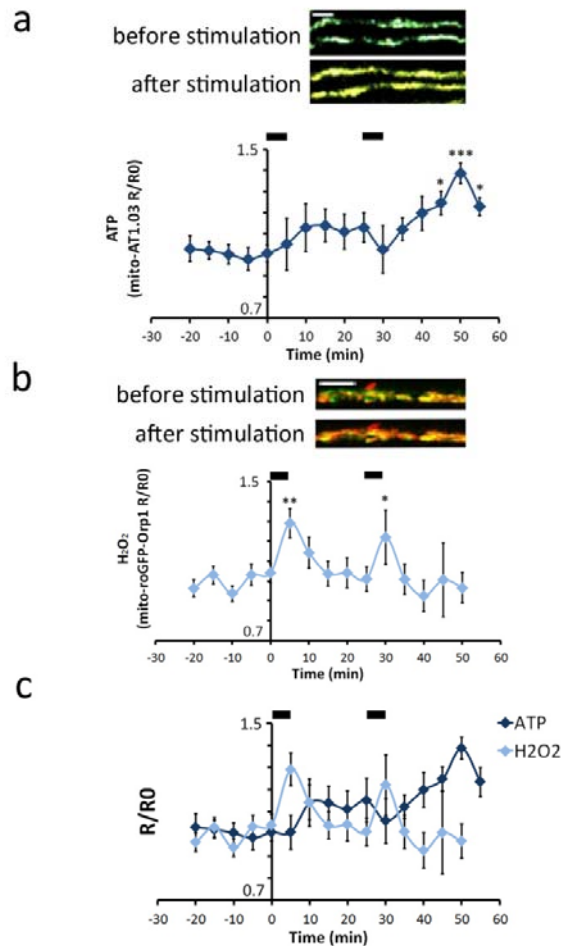 a
before stimulation
after stimulation
1.5
***
*
*
ATP
(mito-AT1.03 R/R0)
0.7
-30 -20 -10 0 10 20 30 40 50 60
Time (min)
b
before stimulation
after stimulation
1.5
**
*
H₂O₂
(mito-roGFP-Orp1 R/R0)
0.7
-30 -20 -10 0 10 20 30 40 50 60
Time (min)
c
1.5
ATP
H2O2
R/R0
0.7
-30 -20 -10 0 10 20 30 40 50 60
Time (min)